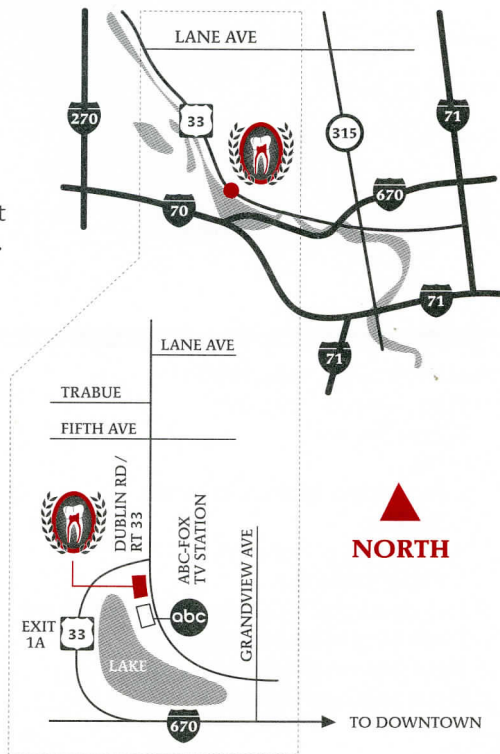 LANE AVE
33
270
315
71
670
70
t
.
71
71
LANE AVE
TRABUE
FIFTH AVE
DUBLIN RD /
RT 33
ABC-FOX
TV STATION
GRANDVIEW AVE
NORTH
abc
EXIT
1A
33
LAKE
670
TO DOWNTOWN